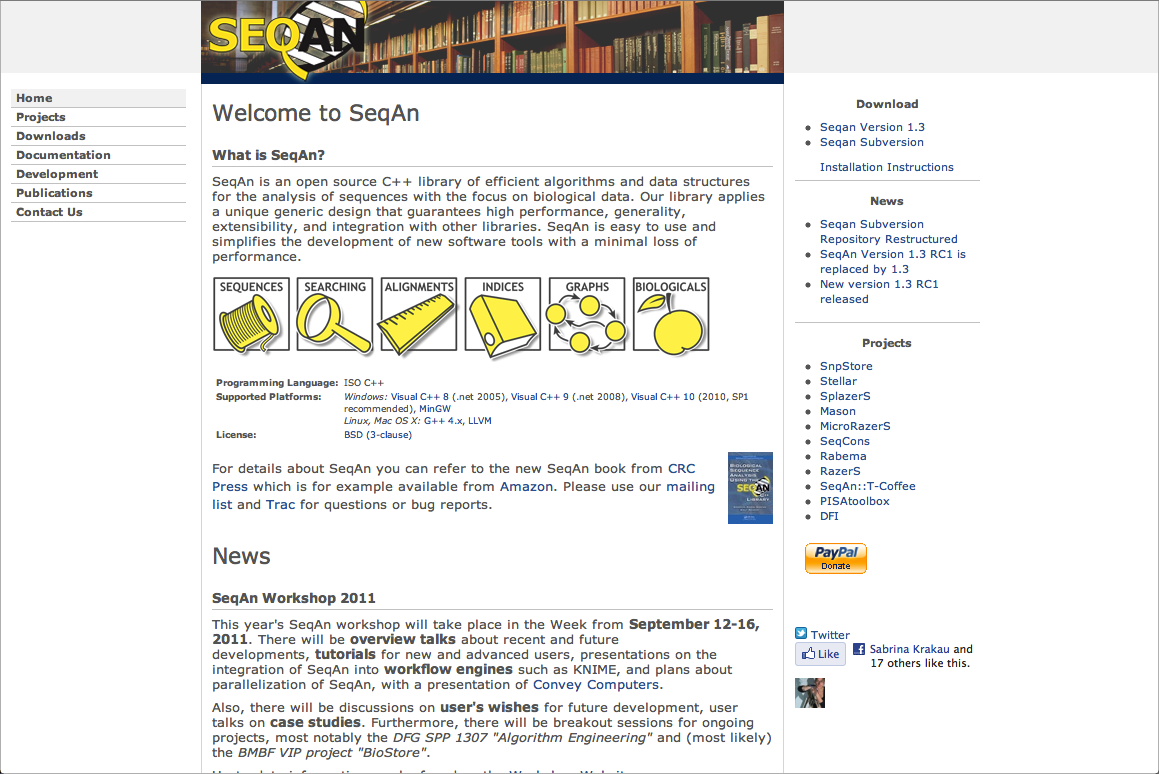 SEQAN
Home
Projects
Downloads
Documentation
Development
Publications
Contact Us
Welcome to SeqAn
What is SeqAn?
SeqAn is an open source C++ library of efficient algorithms and data structures
for the analysis of sequences with the focus on biological data. Our library applies
a unique generic design that guarantees high performance, generality,
extensibility, and integration with other libraries. SeqAn is easy to use and
simplifies the development of new software tools with a minimal loss of
performance.
SEQUENCES SEARCHING ALIGNMENTS INDICES GRAPHS BIOLOGICALS
Programming Language: ISO C++
Supported Platforms: Windows: Visual C++ 8 (.net 2005), Visual C++ 9 (.net 2008), Visual C++ 10 (2010, SP1
recommended), MinGW
Linux, Mac OS X: G++ 4.x, LLVM
License: BSD (3-clause)
For details about SeqAn you can refer to the new SeqAn book from CRC
Press which is for example available from Amazon. Please use our mailing
list and Trac for questions or bug reports.
BIOLOGICAL
SEQUENCE
ANALYSIS
USING THE
SEQAN
C++
LIBRARY
News
SeqAn Workshop 2011
This year's SeqAn workshop will take place in the Week from September 12-16,
2011. There will be overview talks about recent and future
developments, tutorials for new and advanced users, presentations on the
integration of SeqAn into workflow engines such as KNIME, and plans about
parallelization of SeqAn, with a presentation of Convey Computers.
Also, there will be discussions on user's wishes for future development, user
talks on case studies. Furthermore, there will be breakout sessions for ongoing
projects, most notably the DFG SPP 1307 "Algorithm Engineering" and (most likely)
the BMBF VIP project "BioStore".
Download
Seqan Version 1.3
Seqan Subversion
Installation Instructions
News
Seqan Subversion
Repository Restructured
SeqAn Version 1.3 RC1 is
replaced by 1.3
New version 1.3 RC1
released
Projects
SnpStore
Stellar
SplazerS
Mason
MicroRazerS
SeqCons
Rabema
RazerS
SeqAn::T-Coffee
PISAtoolbox
DFI
PayPal
Donate
Twitter
Like
Sabrina Krakau and
17 others like this.